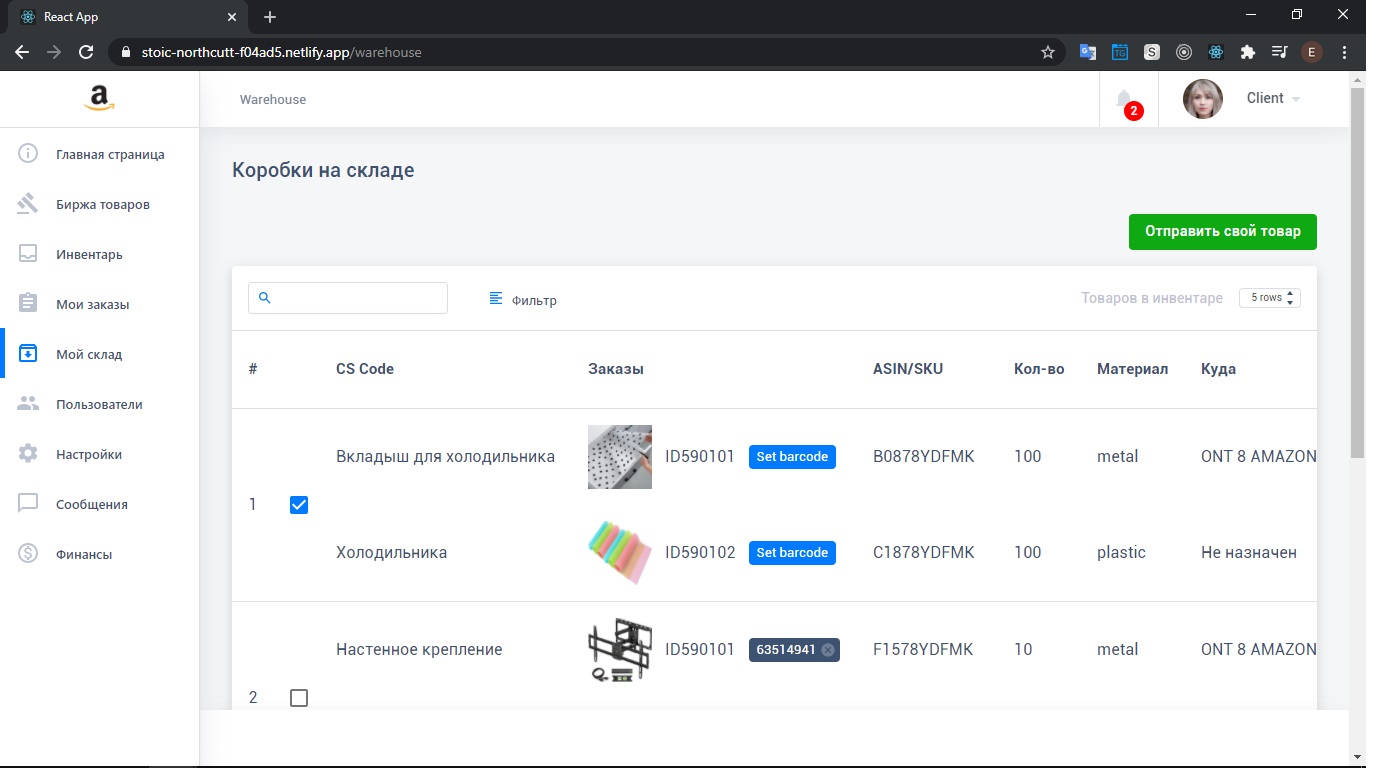 React App
stoic-northcutt-f04ad5.netlify.app/warehouse
TG
S
E
a
Warehouse
2
Client
Главная страница
Биржа товаров
Инвентарь
Мои заказы
Мой склад
Пользователи
Настройки
Сообщения
Финансы
Коробки на складе
Отправить свой товар
Фильтр
Товаров в инвентаре
5 rows
# CS Code Заказы ASIN/SKU Кол-во Материал Куда
Вкладыш для холодильника ID590101 Set barcode B0878YDFMK 100 metal ONT 8 AMAZON
1
Холодильника ID590102 Set barcode C1878YDFMK 100 plastic Не назначен
Настенное крепление ID590101 63514941 F1578YDFMK 10 metal ONT 8 AMAZON
2